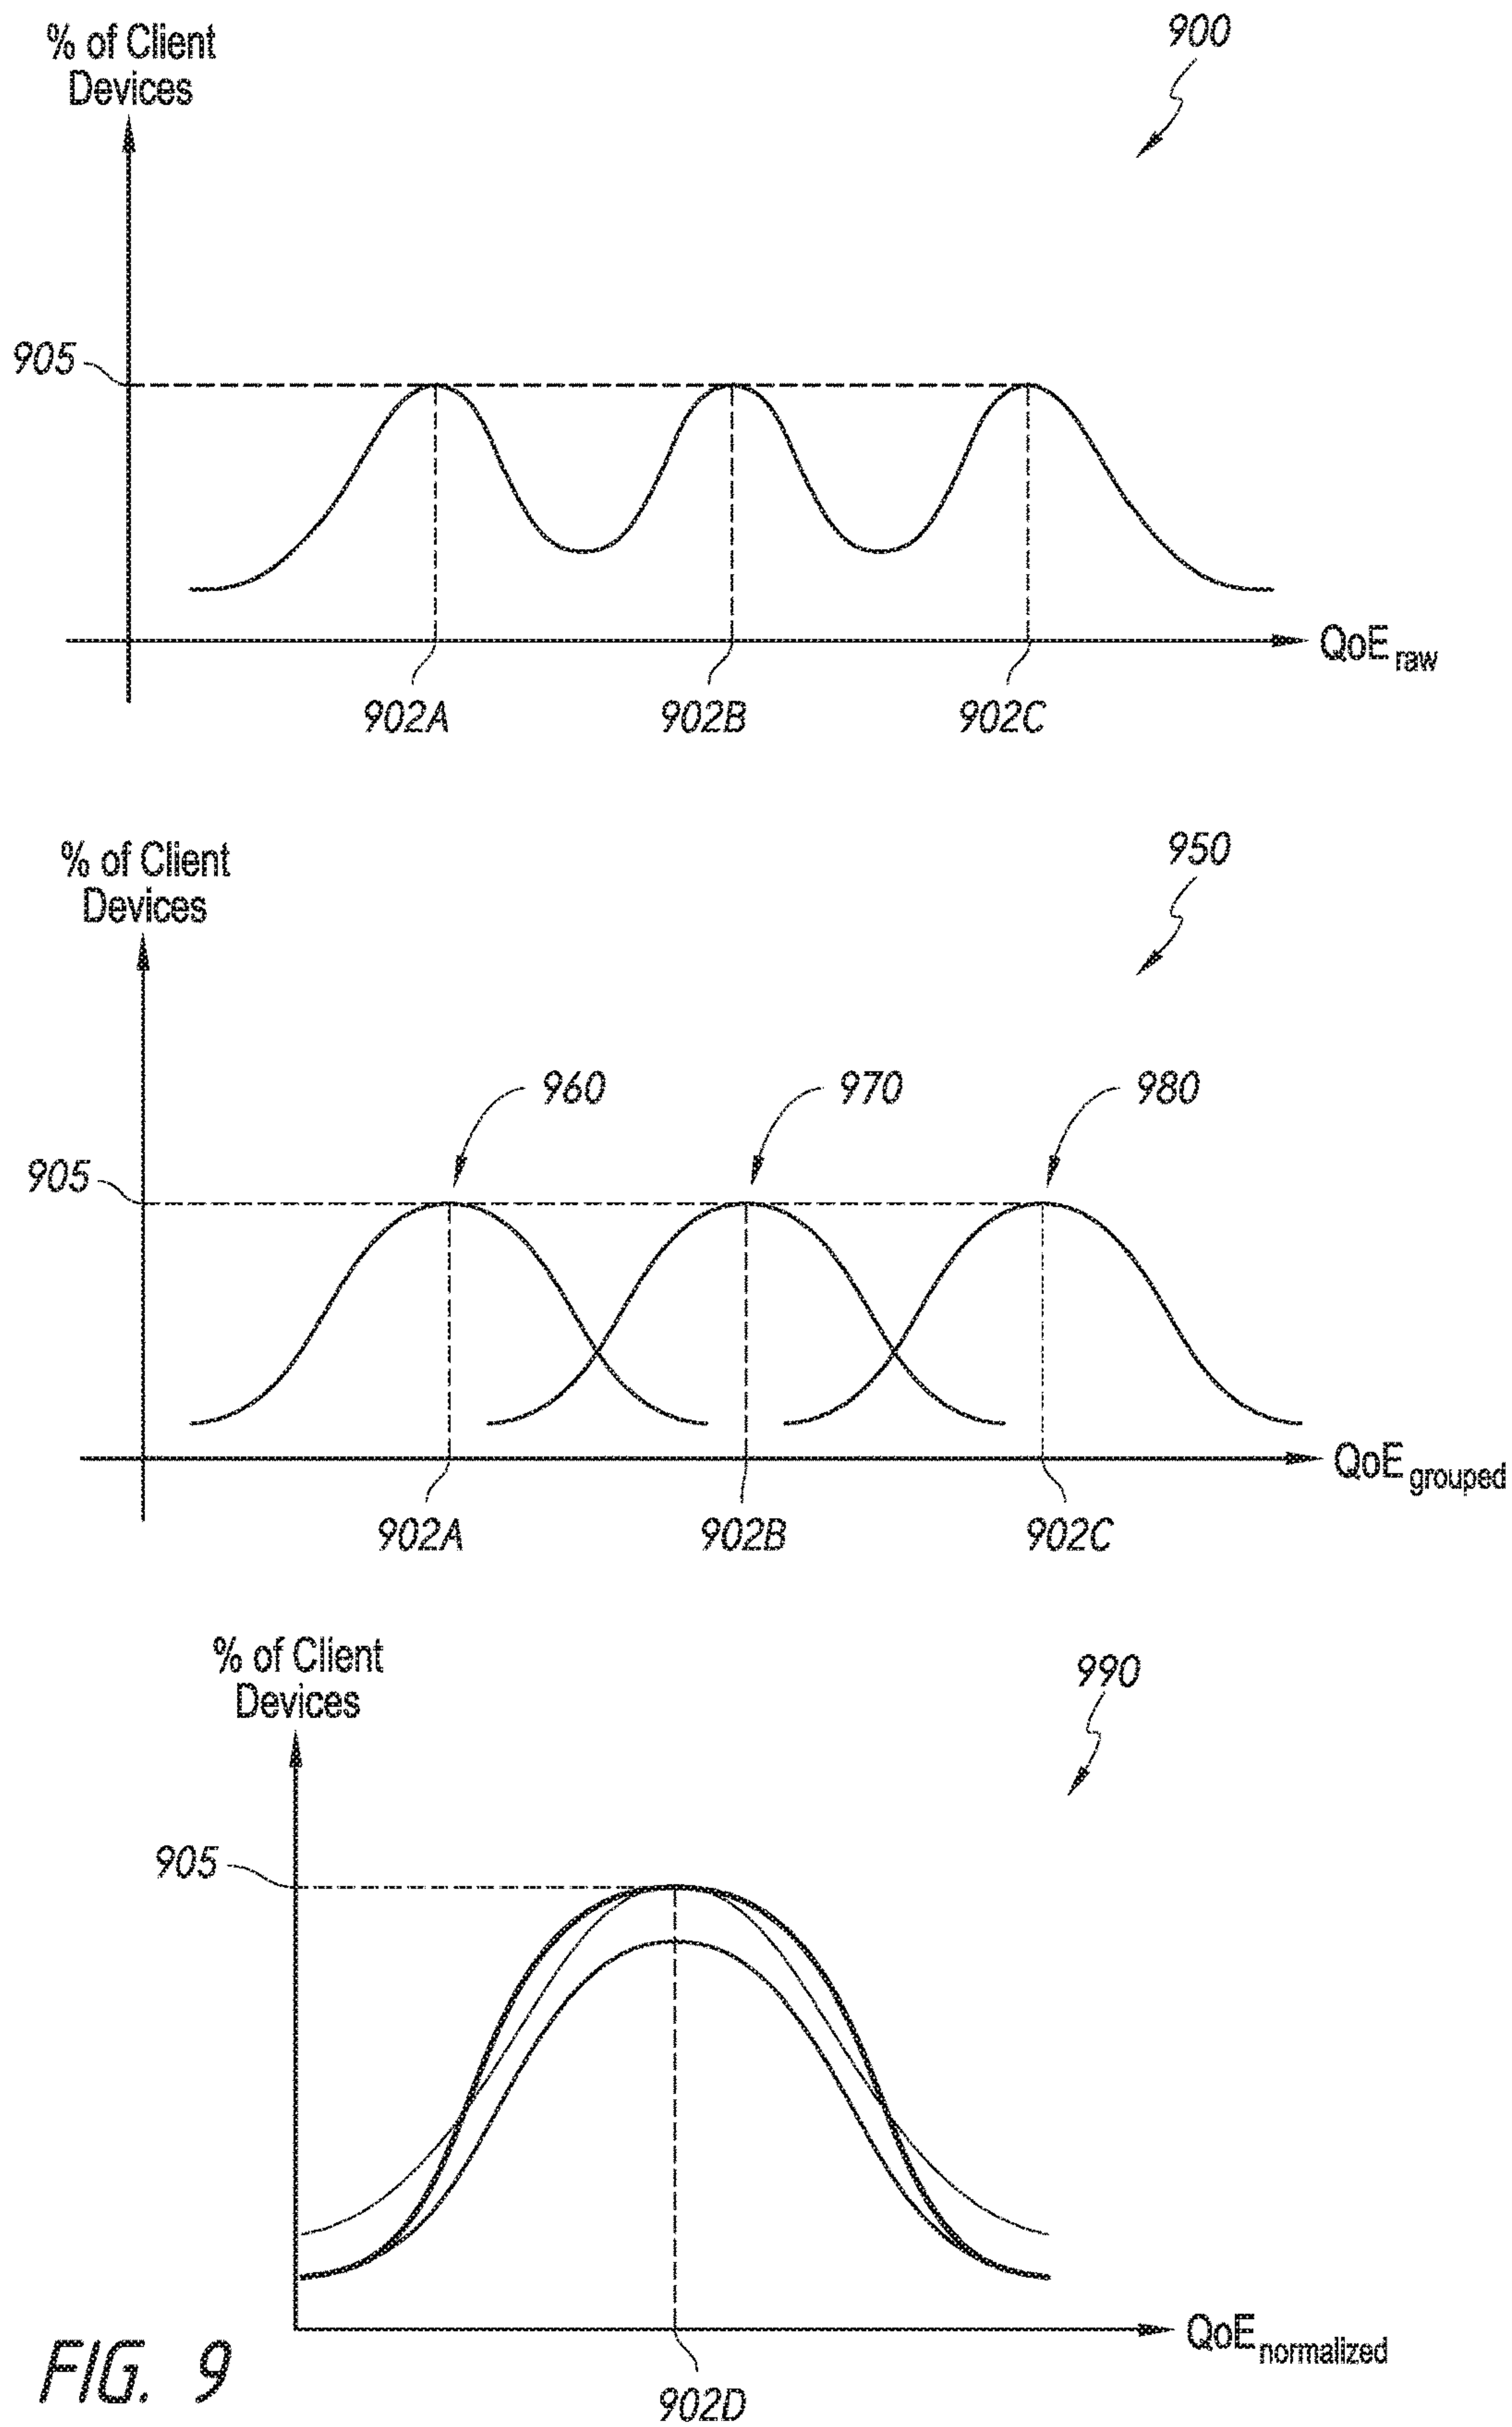 % of Client
Devices
900
905
QoE raw
902A 902B 902C
% of Client
Devices
950
960 970 980
905
QoE grouped
902A 902B 902C
% of Client
Devices
990
905
QoE normalized
902D
FIG. 9